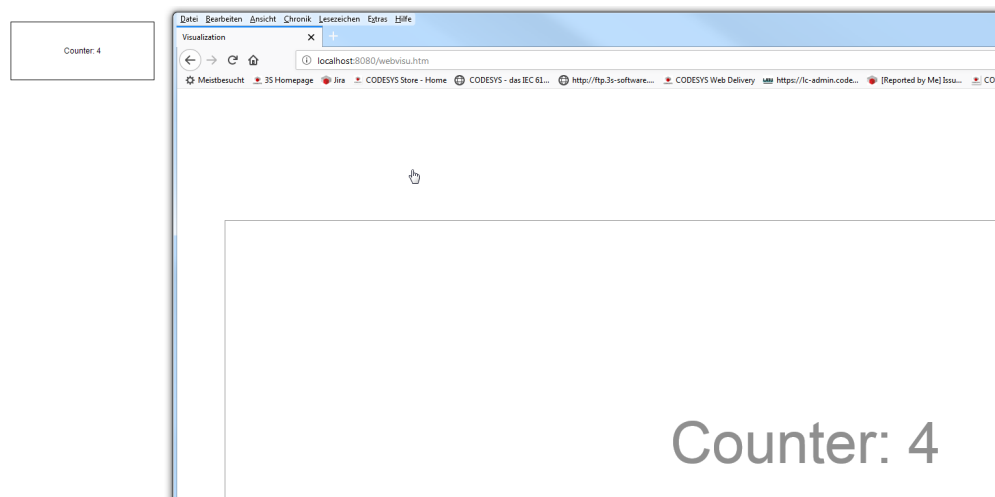 Counter: 4
Datei Bearbeiten Ansicht Chronik Lesezeichen Extras Hilfe
Visualization
localhost:8080/webvisu.htm
Meistbesucht 3S Homepage Jira CODESYS Store - Home CODESYS - das IEC 61... http://ftp.3s-software.... CODESYS Web Delivery https://lc-admin.code... [Reported by Me] Issu... CO
Counter: 4